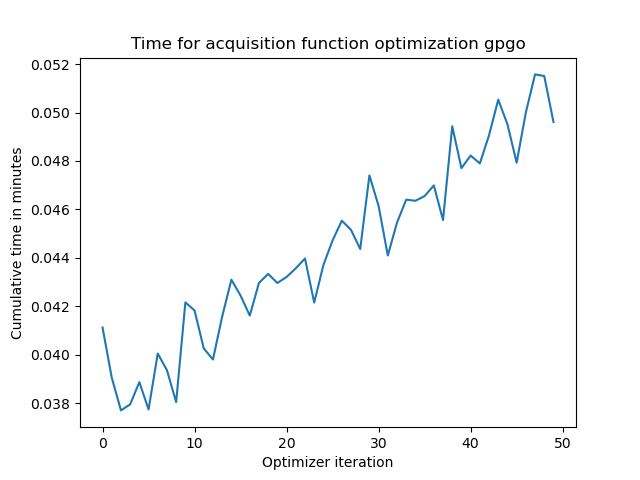 Time for acquisition function optimization gpgo
0.052
0.050
0.048
0.046
0.044
0.042
0.040
0.038
Cumulative time in minutes
0 10 20 30 40 50
Optimizer iteration